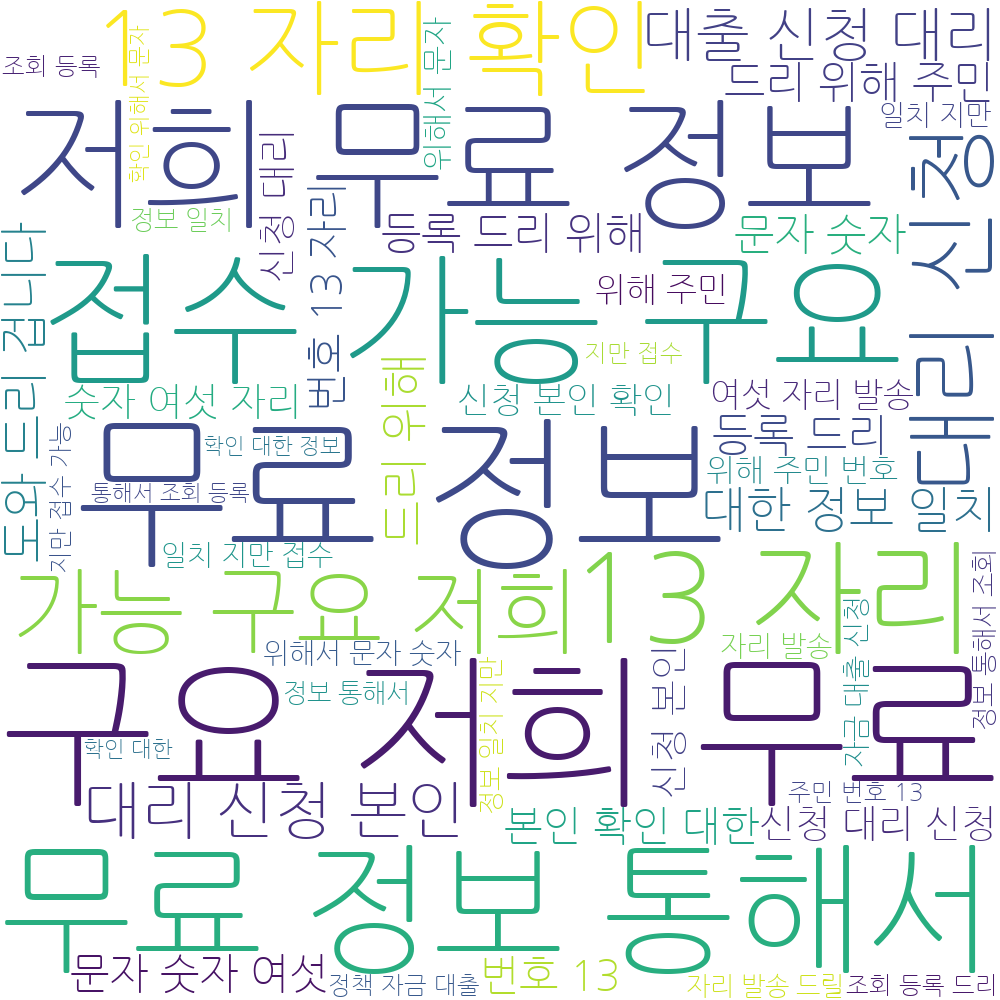 13 자리 확인
대출 신청 대리
조회 등록
확인 위해서 문자
위해서 문자
드리 위해 주민
일치 지만
저희 무료 정보
신청 대리
대리 신청
정보 일치
번호 13 자리
등록 드리 위해
문자 숫자
도와 드리 겁니다
접수 가능 구요
위해 주민
지만 접수
드리 위해
숫자 여섯 자리
신청 본인 확인
여섯 자리 발송
지만 접수 가능
무료 정보
확인 대한 정보
등록 드리
위해 주민 번호
통해서 조회 등록
대한 정보 일치
일치 지만 접수
가능 구요 저희
13 자리
정보 통해서 조회
자금 대출 신청
위해서 문자 숫자
자리 발송
구요 저희 무료
정보 일치 지만
신청 본인
정보 통해서
확인 대한
주민 번호 13
대리 신청 본인
본인 확인 대한
신청 대리 신청
무료 정보 통해서
문자 숫자 여섯
정책 자금 대출
번호 13
자리 발송 드릴
조회 등록 드리